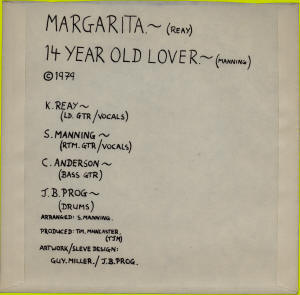 MARGARITA.~ (REAY)
14 YEAR OLD LOVER.~ (MANNING)
©1979
K. REAY~
(LD. GTR/VOCALS)
S. MANNING~
(RTM. GTR/VOCALS)
C. ANDERSON~
(BASS GTR)
J.B. PROG~
(DRUMS)
ARRANGED: S. MANNING.
PRODUCED: T.M. MANCASTER.
(TJM)
ARTWORK/SLEVE DESIGN:
GUY. MILLER./J.B. PROG.